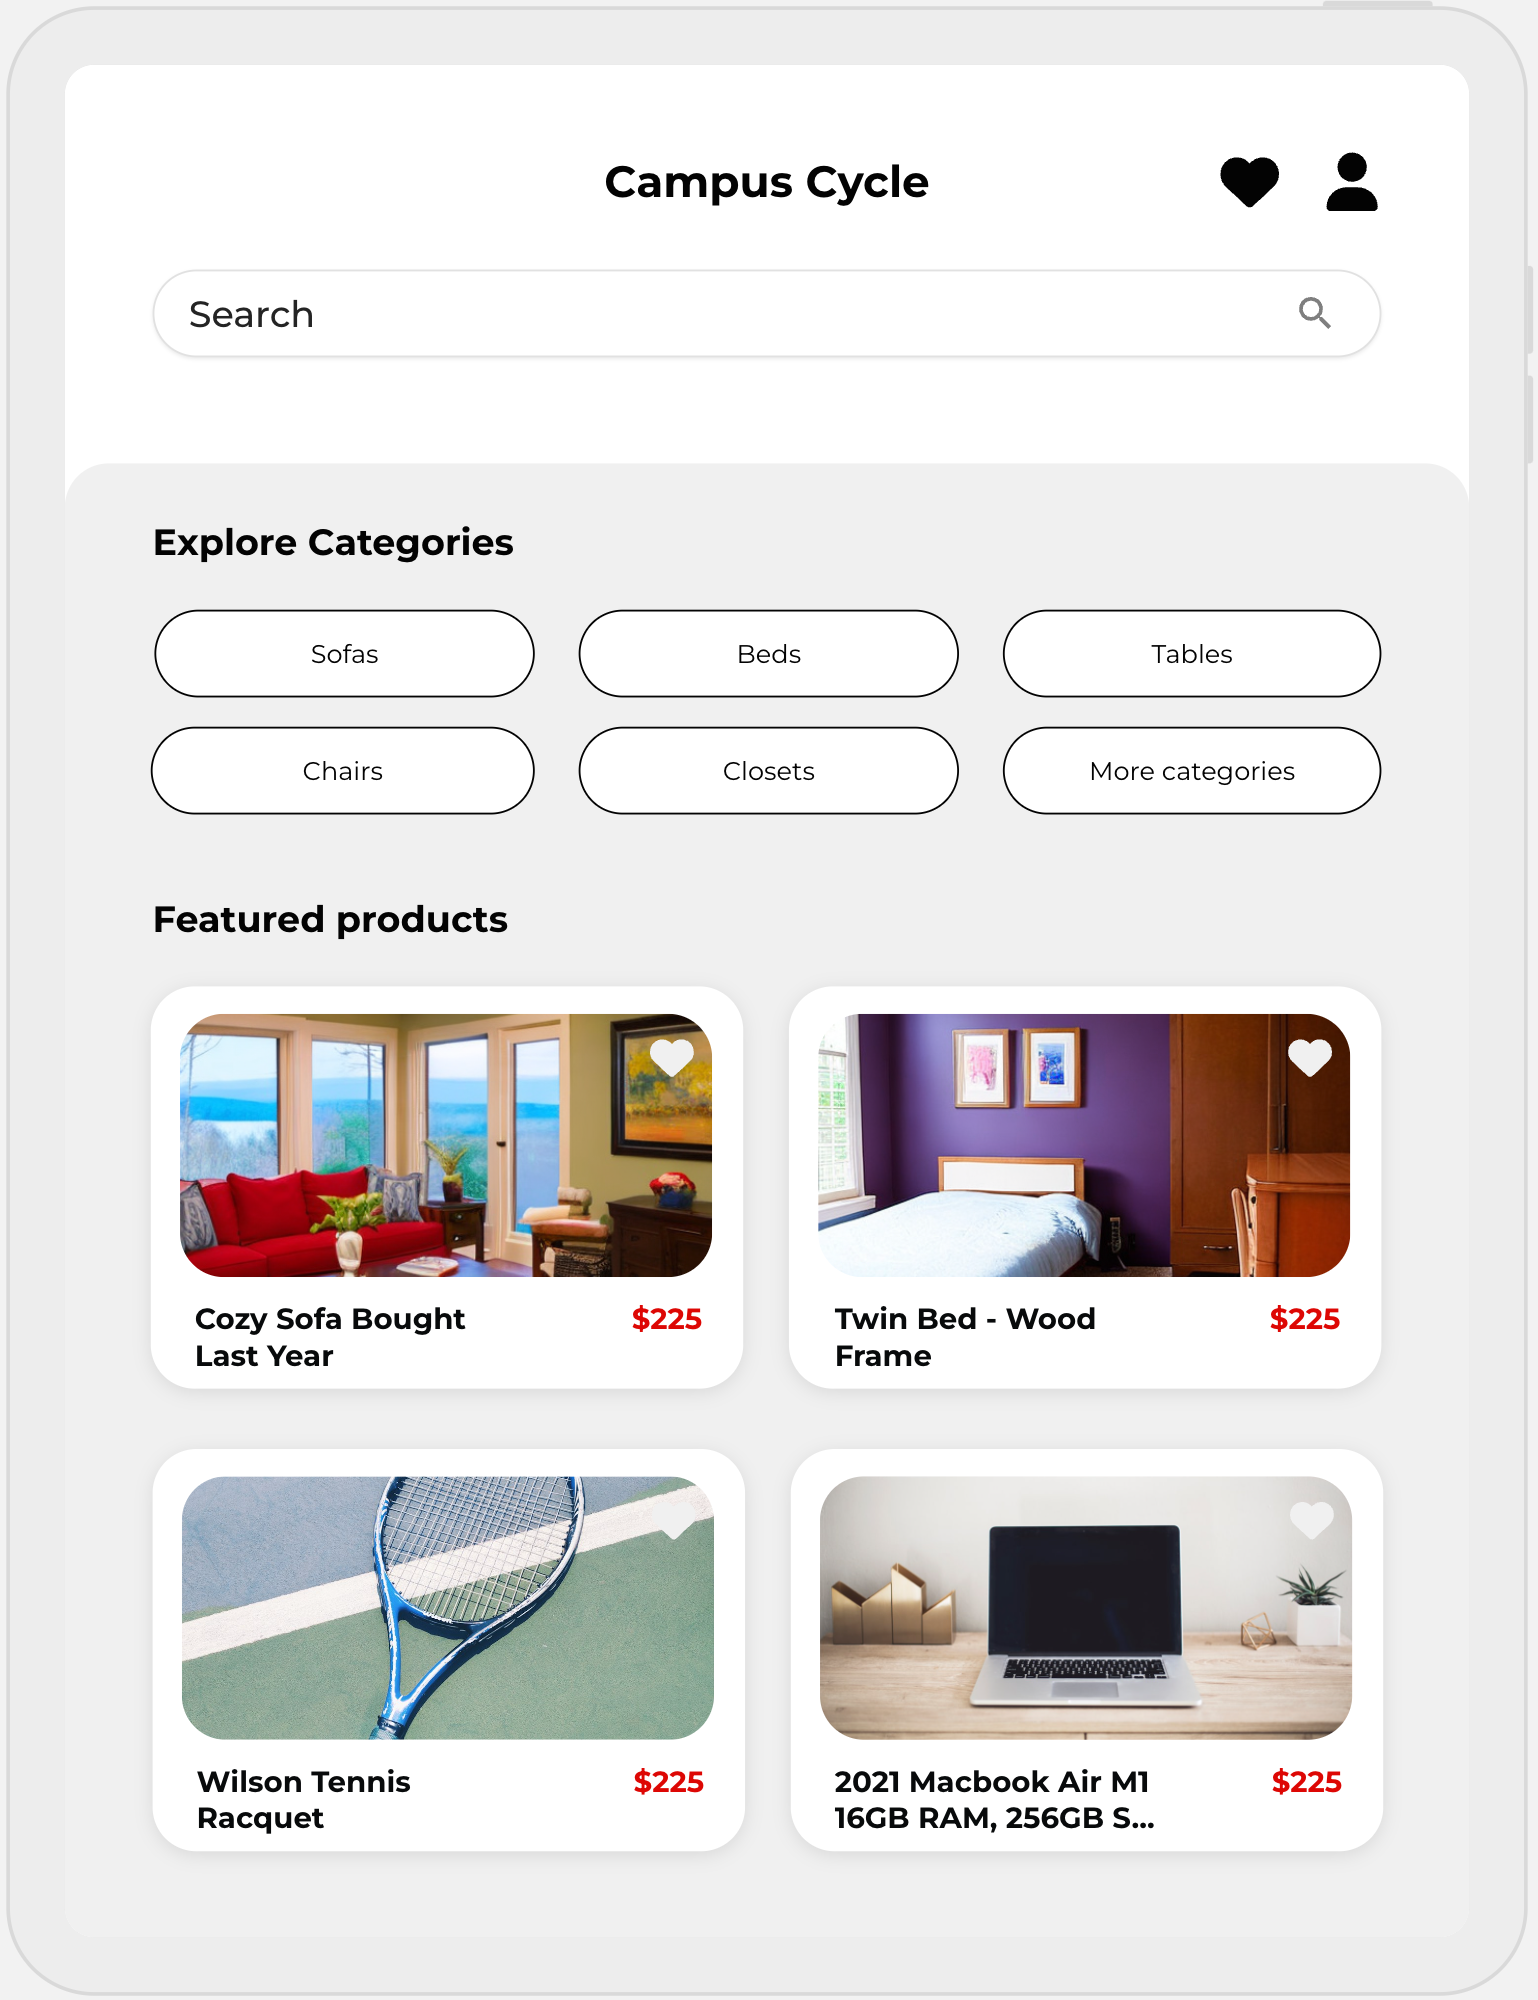 Campus Cycle
Search
Explore Categories
Sofas
Beds
Tables
Chairs
Closets
More categories
Featured products
Cozy Sofa Bought
Last Year
$225
Twin Bed - Wood
Frame
$225
Wilson Tennis
Racquet
$225
2021 Macbook Air M1
16GB RAM, 256GB S...
$225